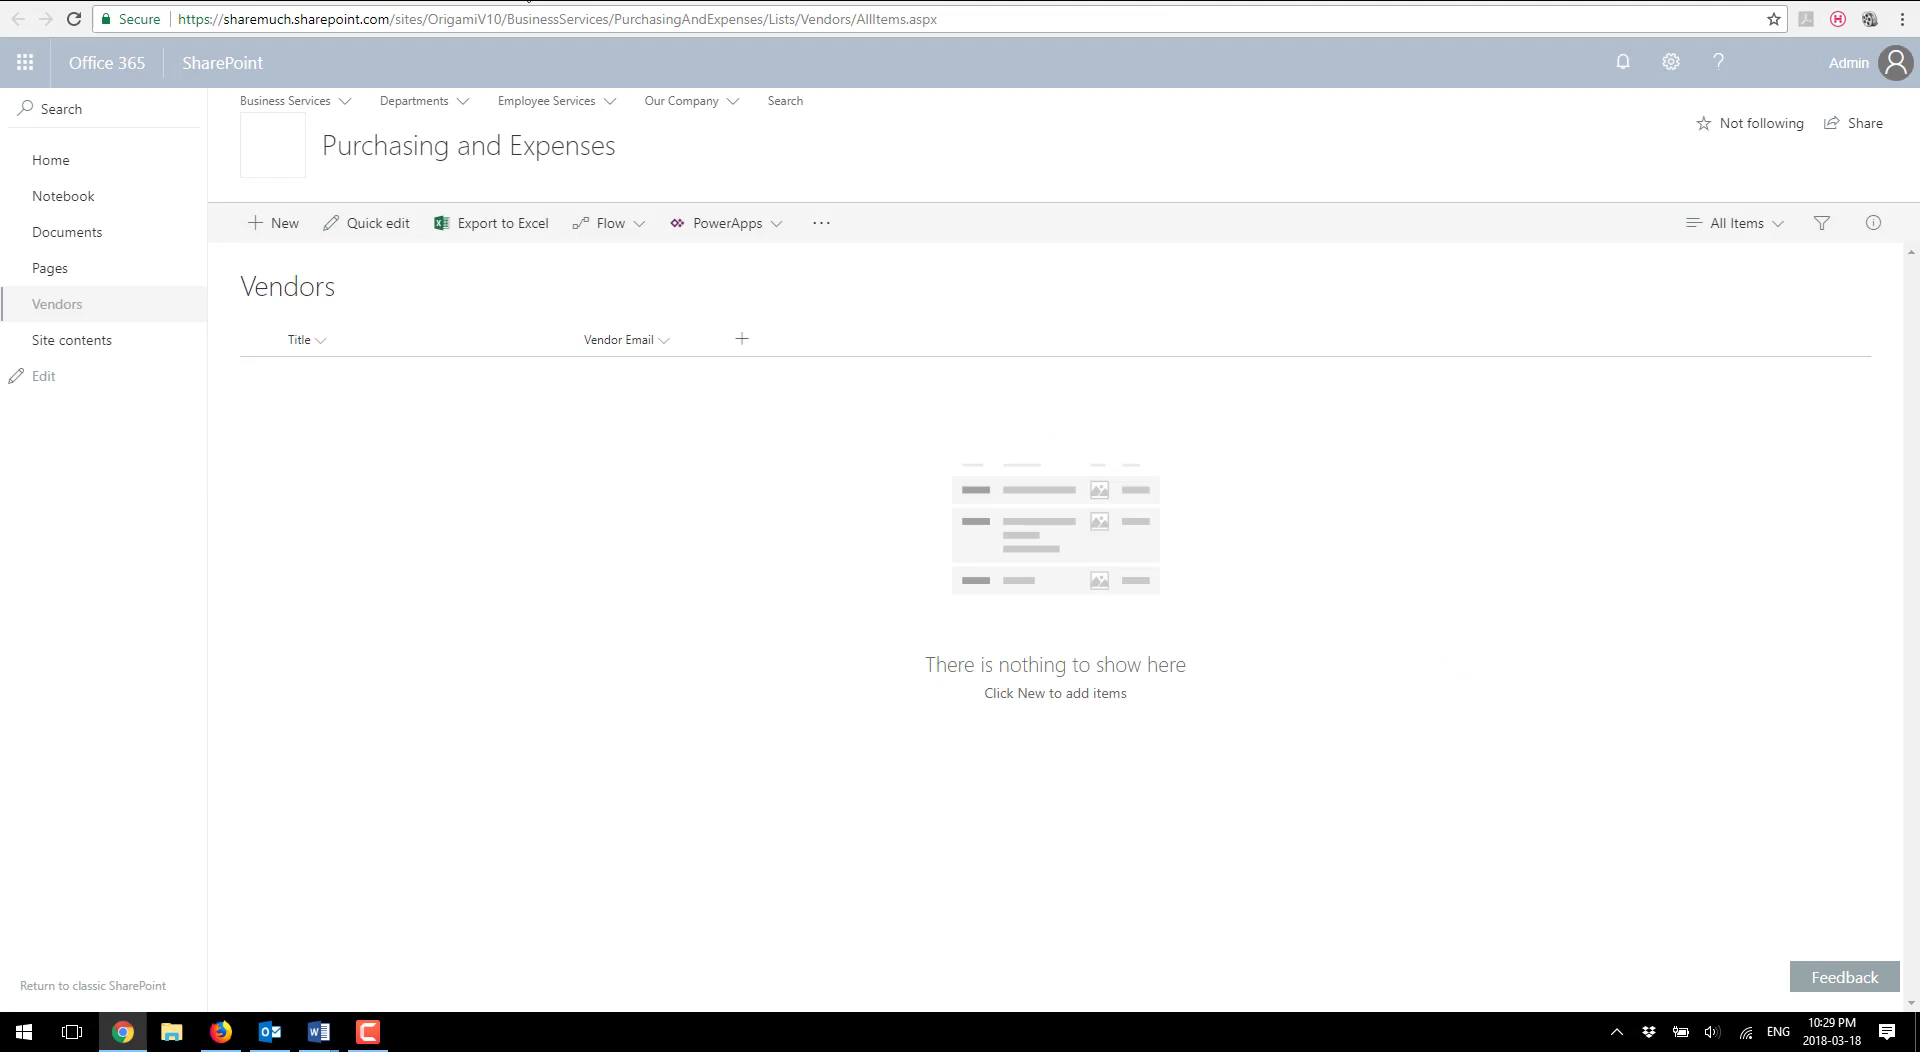 Secure https://sharemuch.sharepoint.com/sites/OrigamiV10/BusinessServices/PurchasingAndExpenses/Lists/Vendors/AllItems.aspx
Office 365 SharePoint Admin
Search
Business Services Departments Employee Services Our Company Search
Purchasing and Expenses
Not following Share
Home
Notebook
Documents
Pages
Vendors
Site contents
Edit
New Quick edit Export to Excel Flow PowerApps ··· All Items
Vendors
Title Vendor Email
There is nothing to show here
Click New to add items
Return to classic SharePoint
Feedback
ENG
10:29 PM
2018-03-18